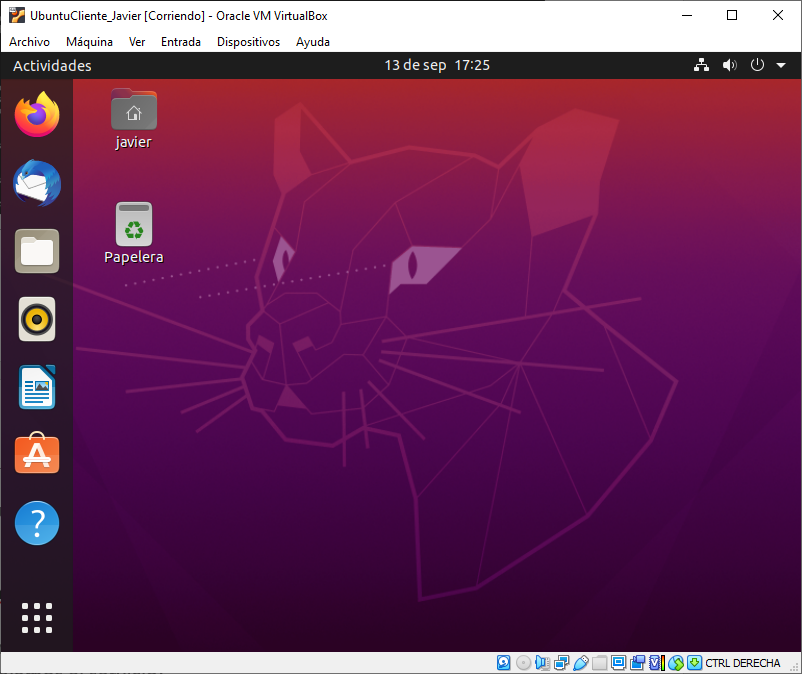 UbuntuCliente_Javier [Corriendo] - Oracle VM VirtualBox
Archivo Máquina Ver Entrada Dispositivos Ayuda
Actividades 13 de sep 17:25
javier
Papelera
?
CTRL DERECHA